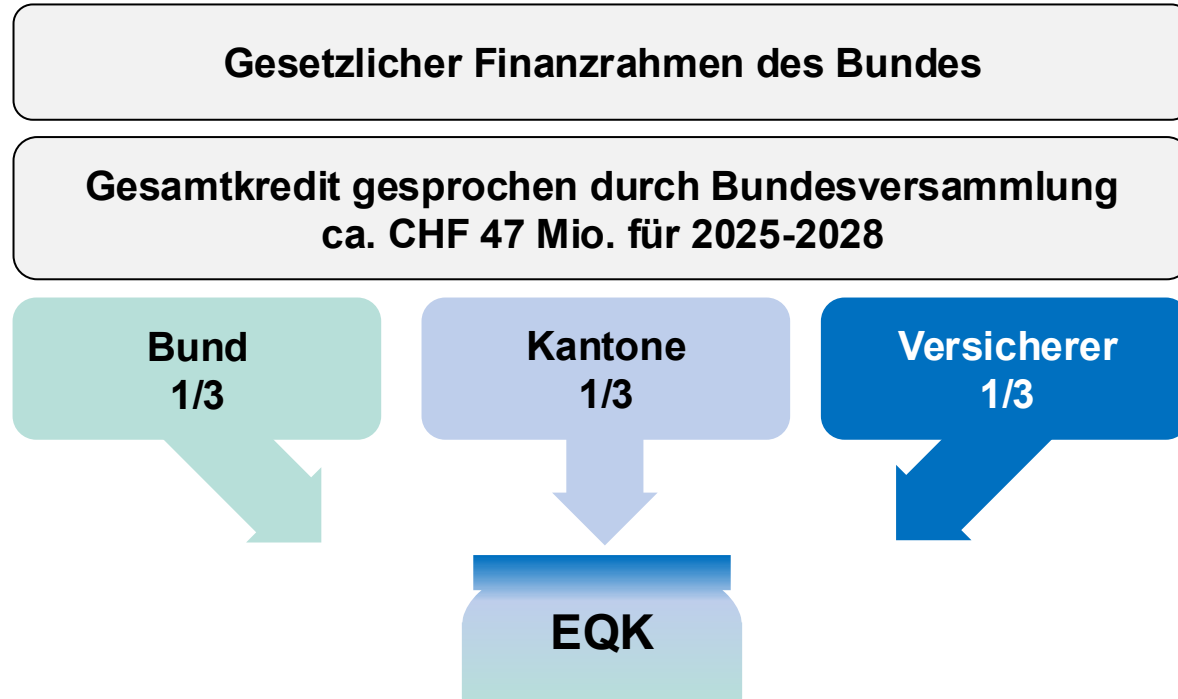 Gesetzlicher Finanzrahmen des Bundes
Gesamtkredit gesprochen durch Bundesversammlung
ca. CHF 47 Mio. für 2025-2028
Bund
1/3
Kantone
1/3
Versicherer
1/3
EQK